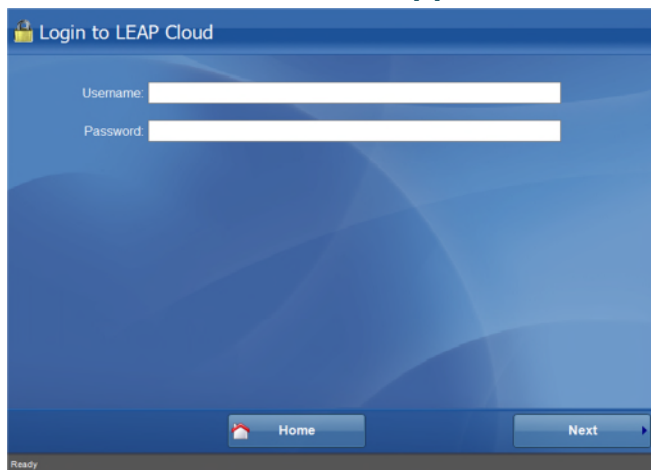 Login to LEAP Cloud
Username:
Password:
Home
Next
Ready